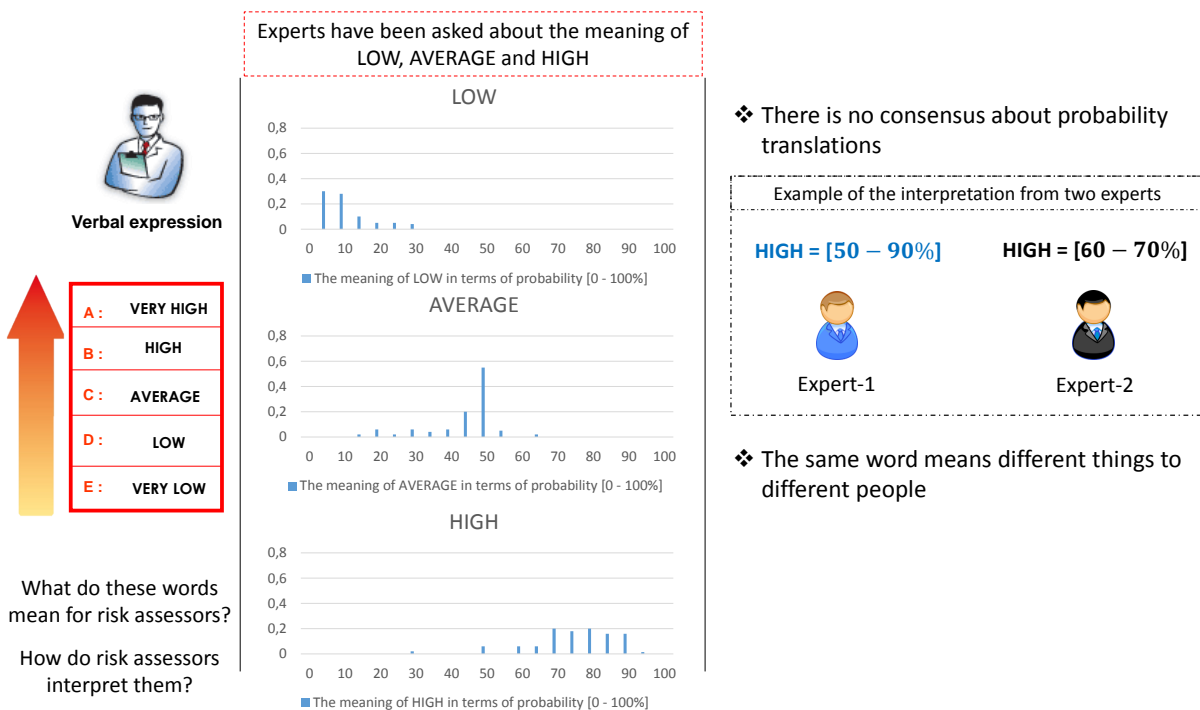 Experts have been asked about the meaning of
LOW, AVERAGE and HIGH
Verbal expression
A : VERY HIGH
B : HIGH
C : AVERAGE
D : LOW
E : VERY LOW
What do these words
mean for risk assessors?
How do risk assessors
interpret them?
LOW
0,8
0,6
0,4
0,2
0
0 10 20 30 40 50 60 70 80 90 100
The meaning of LOW in terms of probability [0 - 100%]
AVERAGE
0,8
0,6
0,4
0,2
0
0 10 20 30 40 50 60 70 80 90 100
The meaning of AVERAGE in terms of probability [0 - 100%]
HIGH
0,8
0,6
0,4
0,2
0
0 10 20 30 40 50 60 70 80 90 100
The meaning of HIGH in terms of probability [0 - 100%]
❖ There is no consensus about probability
translations
Example of the interpretation from two experts
HIGH = [50 − 90%] HIGH = [60 − 70%]
Expert-1 Expert-2
❖ The same word means different things to
different people